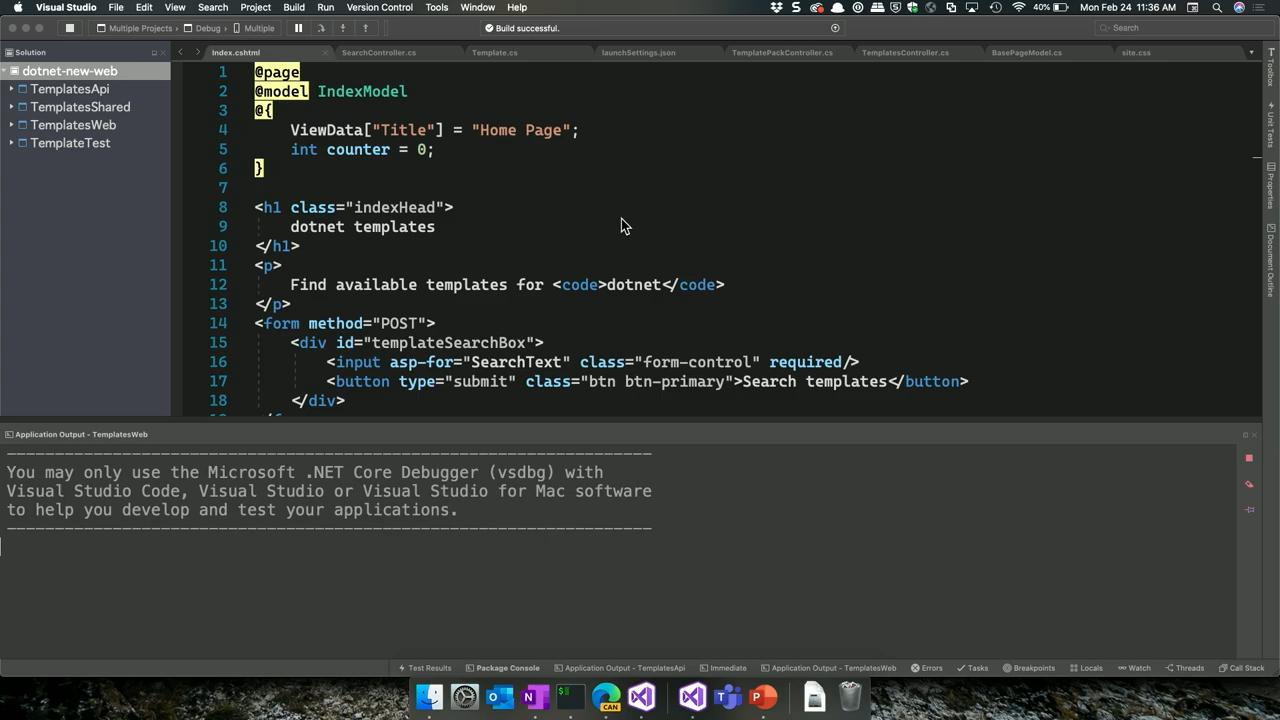 Visual Studio File Edit View Search Project Build Run Version Control Tools Window Help 40% Mon Feb 24 11:36 AM
Multiple Projects › Debug › Multiple Build successful. Search
Solution
Index.cshtml SearchController.cs Template.cs launchSettings.json TemplatePackController.cs TemplatesController.cs BasePageModel.cs site.css
dotnet-new-web
TemplatesApi
TemplatesShared
TemplatesWeb
TemplateTest
1 @page
2 @model IndexModel
3 @{
4 ViewData["Title"] = "Home Page";
5 int counter = 0;
6 }
7
8 <h1 class="indexHead">
9 dotnet templates
10 </h1>
11 <p>
12 Find available templates for <code>dotnet</code>
13 </p>
14 <form method="POST">
15 <div id="templateSearchBox">
16 <input asp-for="SearchText" class="form-control" required/>
17 <button type="submit" class="btn btn-primary">Search templates</button>
18 </div>
Toolbox
Unit Tests
Properties
Document Outline
Application Output - TemplatesWeb
You may only use the Microsoft .NET Core Debugger (vsdbg) with
Visual Studio Code, Visual Studio or Visual Studio for Mac software
to help you develop and test your applications.
Test Results Package Console Application Output - TemplatesApi Immediate Application Output - TemplatesWeb Errors Tasks Breakpoints Locals Watch Threads Call Stack
CAN